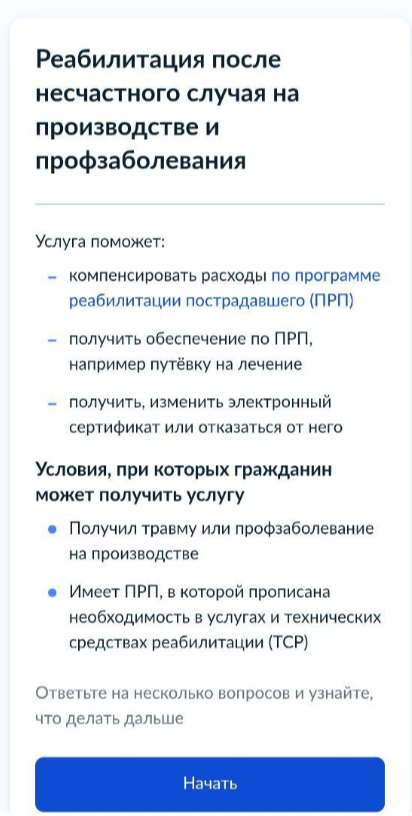 Реабилитация после
несчастного случая на
производстве и
профзаболевания
Услуга поможет:
– компенсировать расходы по программе
реабилитации пострадавшего (ПРП)
– получить обеспечение по ПРП,
например путёвку на лечение
– получить, изменить электронный
сертификат или отказаться от него
Условия, при которых гражданин
может получить услугу
• Получил травму или профзаболевание
на производстве
• Имеет ПРП, в которой прописана
необходимость в услугах и технических
средствах реабилитации (ТСР)
Ответьте на несколько вопросов и узнайте,
что делать дальше
Начать